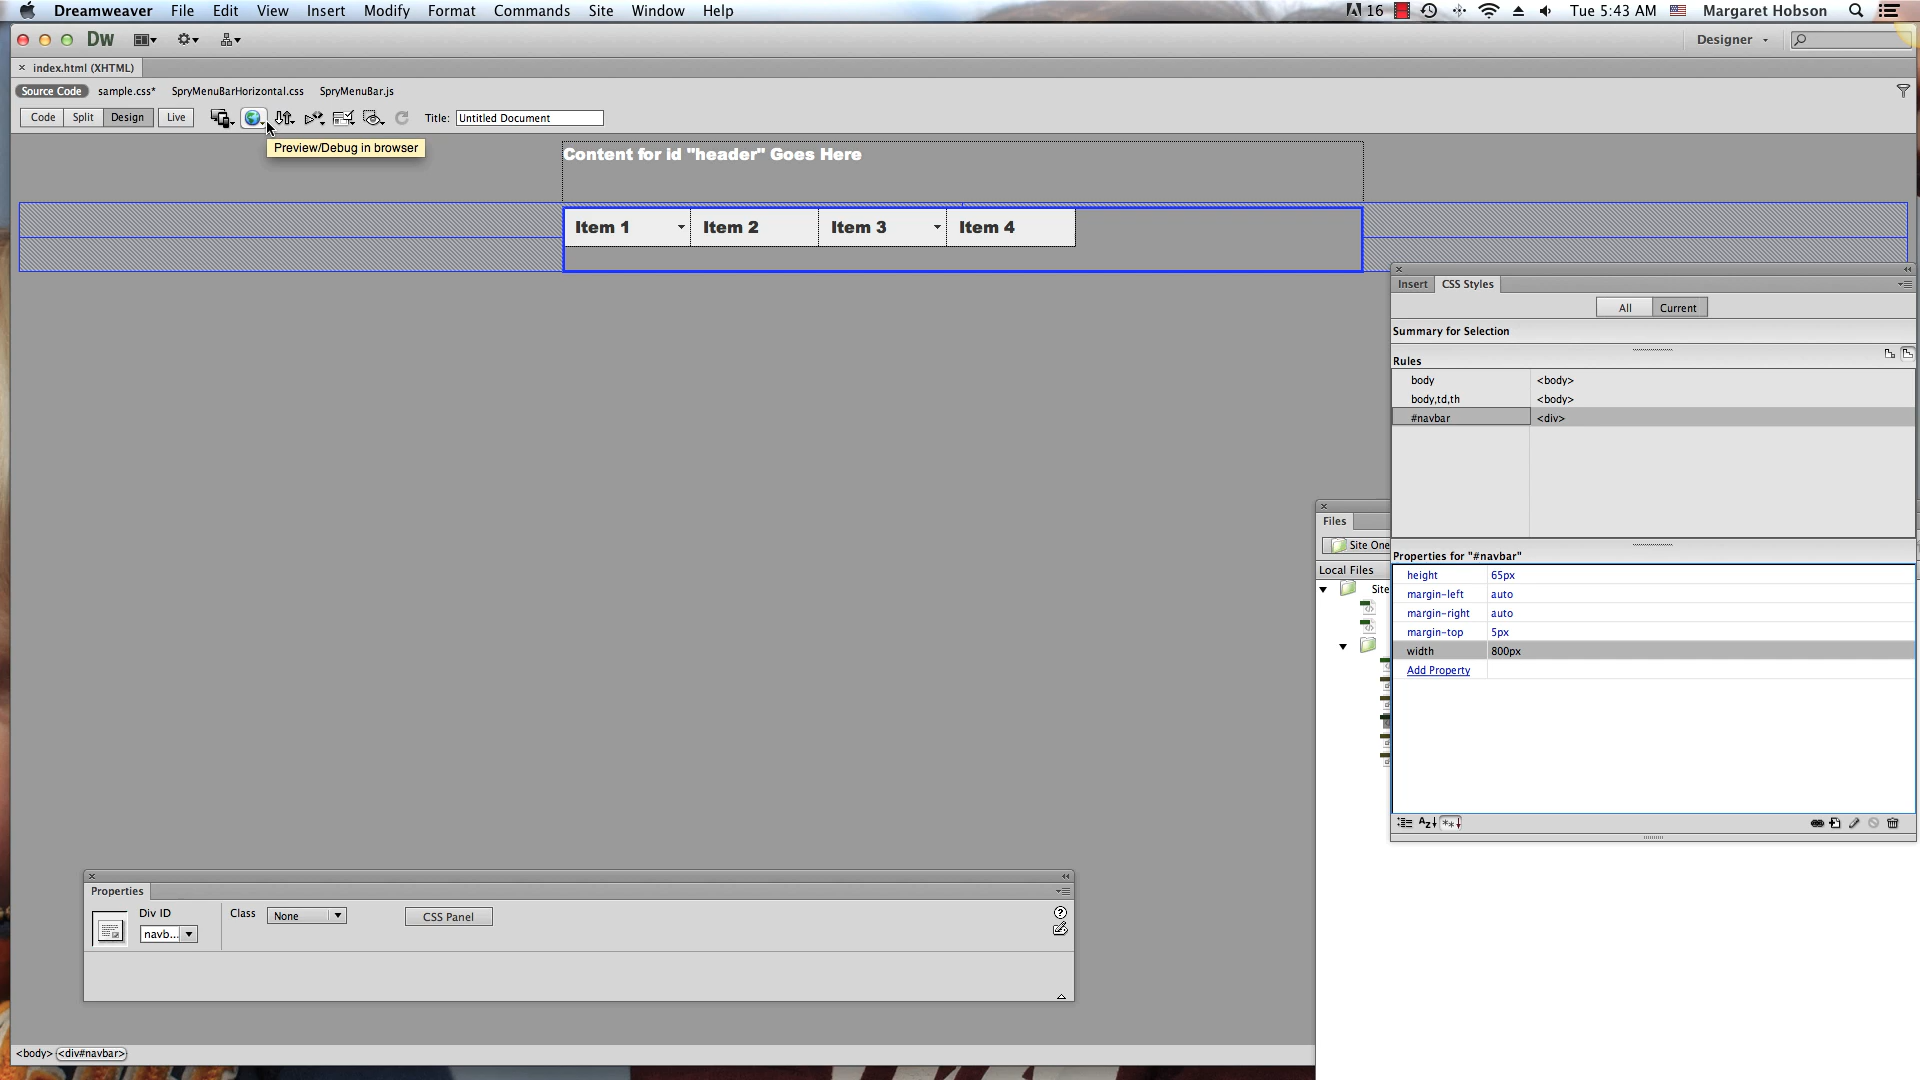 Dreamweaver File Edit View Insert Modify Format Commands Site Window Help 16 Tue 5:43 AM Margaret Hobson
Dw Designer
index.html (XHTML)
Source Code sample.css* SpryMenuBarHorizontal.css SpryMenuBar.js
Code Split Design Live Title: Untitled Document
Preview/Debug in browser
Content for id "header" Goes Here
Item 1 Item 2 Item 3 Item 4
Insert CSS Styles
All Current
Summary for Selection
Rules
body <body>
body,td,th <body>
#navbar <div>
Files
Site One
Local Files
Site
Properties for "#navbar"
height 65px
margin-left auto
margin-right auto
margin-top 5px
width 800px
Add Property
Properties
Div ID
navb...
Class None
CSS Panel
<body> <div#navbar>